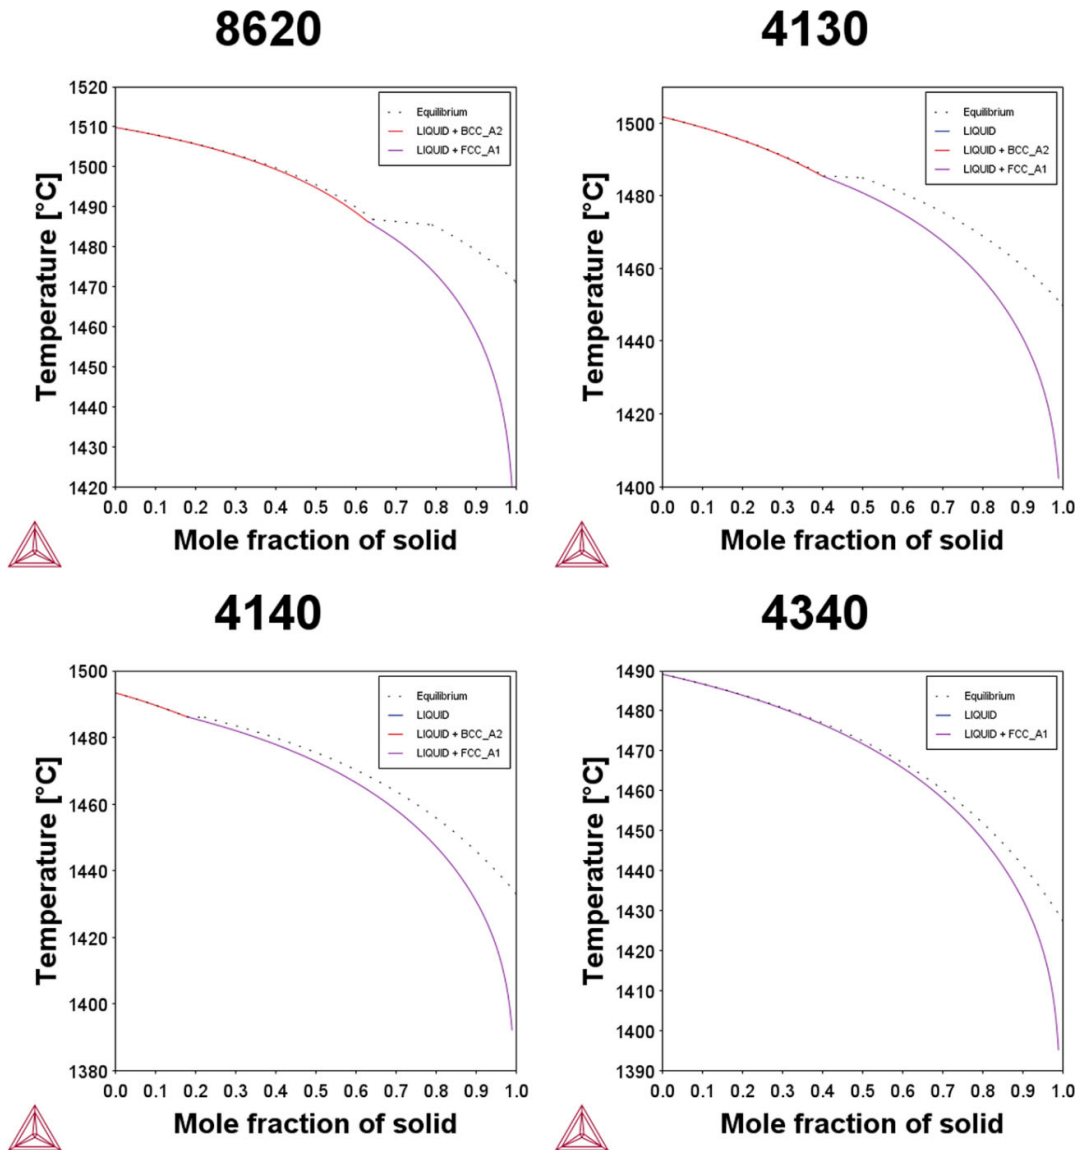 8620
1520
1510
1500
1490
1480
1470
1460
1450
1440
1430
1420
Temperature [°C]
Equilibrium
LIQUID + BCC_A2
LIQUID + FCC_A1
0.0 0.1 0.2 0.3 0.4 0.5 0.6 0.7 0.8 0.9 1.0
Mole fraction of solid
4130
1500
1480
1460
1440
1420
1400
Temperature [°C]
Equilibrium
LIQUID
LIQUID + BCC_A2
LIQUID + FCC_A1
0.0 0.1 0.2 0.3 0.4 0.5 0.6 0.7 0.8 0.9 1.0
Mole fraction of solid
4140
1500
1480
1460
1440
1420
1400
1380
Temperature [°C]
Equilibrium
LIQUID
LIQUID + BCC_A2
LIQUID + FCC_A1
0.0 0.1 0.2 0.3 0.4 0.5 0.6 0.7 0.8 0.9 1.0
Mole fraction of solid
4340
1490
1480
1470
1460
1450
1440
1430
1420
1410
1400
1390
Temperature [°C]
Equilibrium
LIQUID
LIQUID + FCC_A1
0.0 0.1 0.2 0.3 0.4 0.5 0.6 0.7 0.8 0.9 1.0
Mole fraction of solid